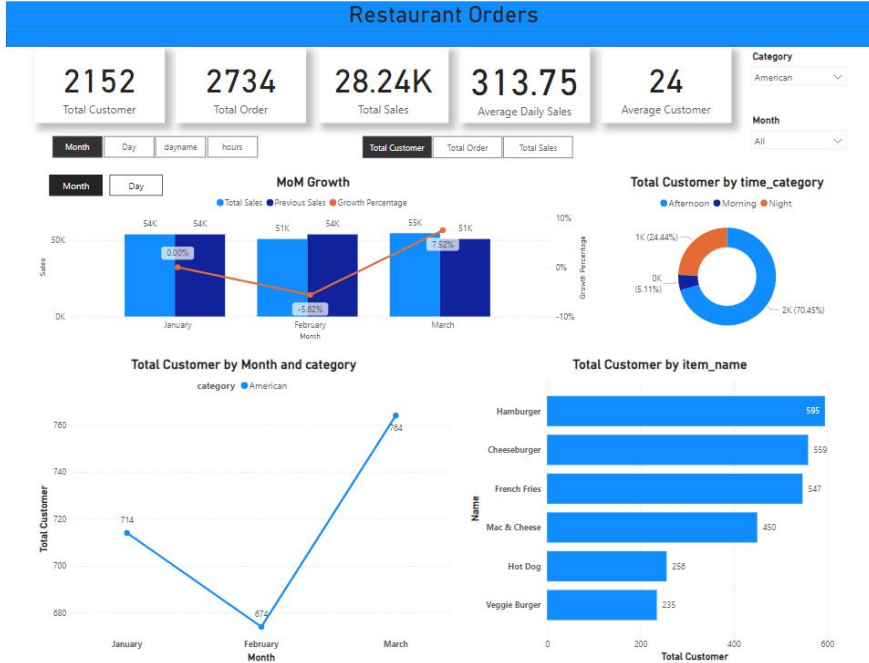 Restaurant Orders
2152
Total Customer
2734
Total Order
28.24K
Total Sales
313.75
Average Daily Sales
24
Average Customer
Category
American
Month
All
Month Day dayname hours
Total Customer Total Order Total Sales
Month Day
MoM Growth
Total Sales Previous Sales Growth Percentage
54K 54K 51K 54K 55K 51K
50K
0K
Sales
0.00%
-5.62%
7.52%
10%
0%
-10%
Growth Percentage
January February March
Month
Total Customer by time_category
Afternoon Morning Night
1K (24.44%)
0K
(5.11%)
2K (70.45%)
Total Customer by Month and category
category American
760
740
720
700
680
Total Customer
714
674
764
January February March
Month
Total Customer by item_name
Name
Hamburger 595
Cheeseburger 559
French Fries 547
Mac & Cheese 450
Hot Dog 256
Veggie Burger 235
0 200 400 600
Total Customer